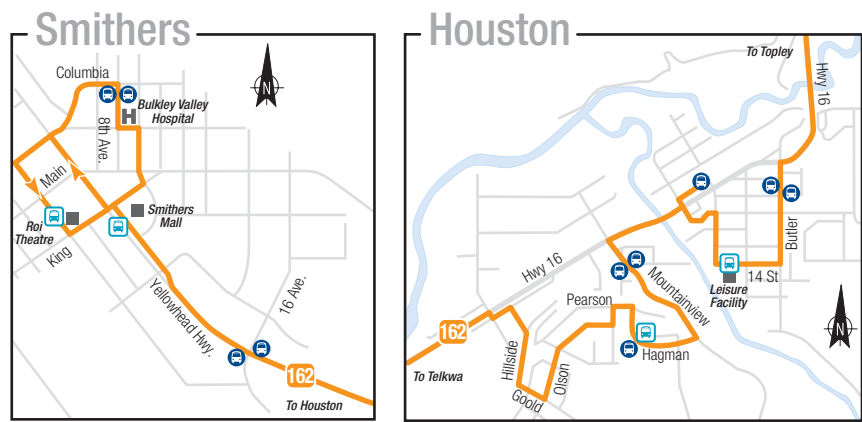 Smithers
Columbia
N
Bulkley Valley
Hospital
H
8th Ave.
Main
Roi
Theatre
Smithers
Mall
King
Yellowhead Hwy.
16 Ave.
162
To Houston
Houston
To Topley
Hwy 16
N
Butler
14 St
Leisure
Facility
Hwy 16
Mountainview
Pearson
162
Hagman
Hillside
Olson
Goold
To Telkwa